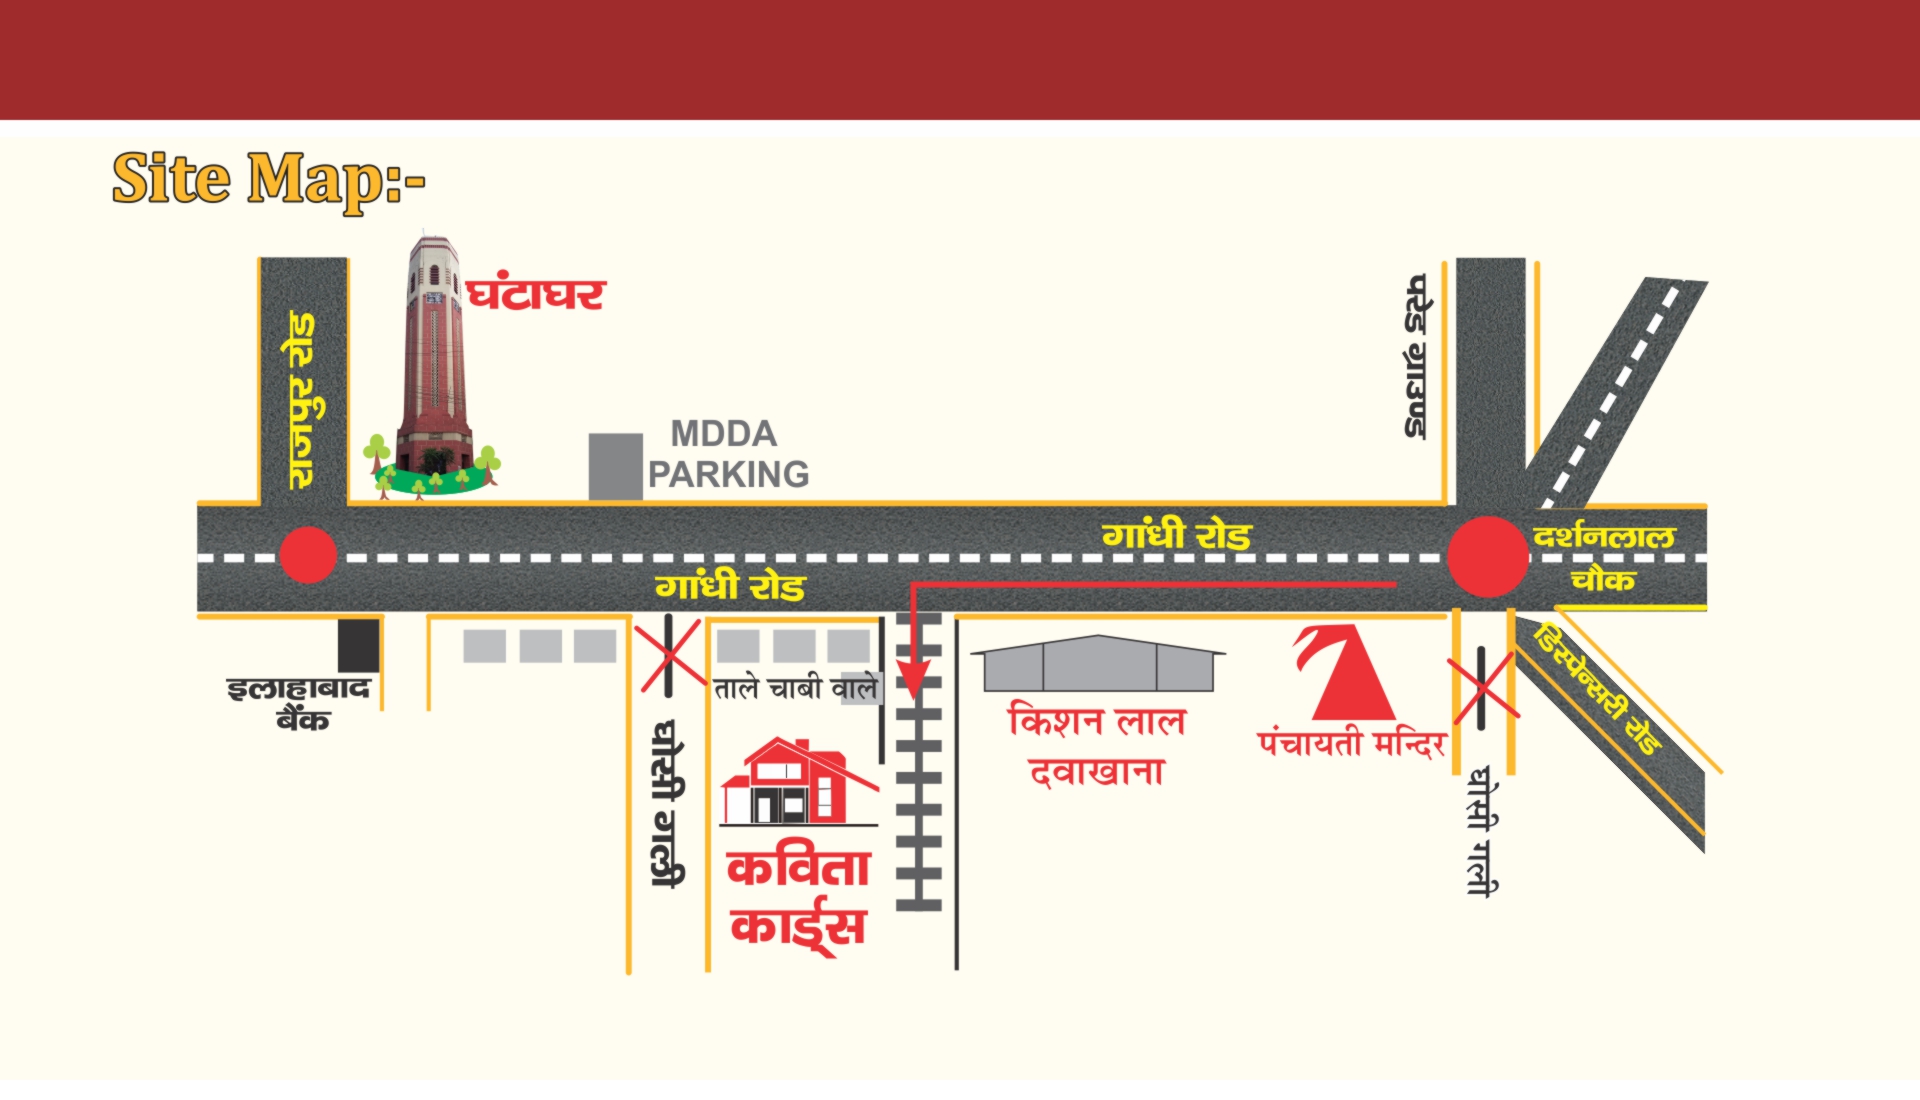 Site Map:-
घंटाघर
राजपुर रोड
MDDA
PARKING
परेड ग्राउण्ड
गांधी रोड
गांधी रोड
दर्शनलाल
चौक
डिस्पेन्सरी रोड
इलाहाबाद
बैंक
ताले चाबी वाले
घोसी गली
कविता
कार्ड्स
किशन लाल
दवाखाना
पंचायती मन्दिर
घोसी गली